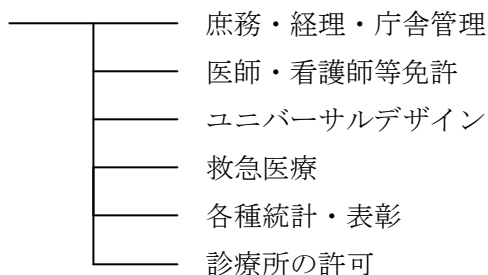 庶務・経理・庁舎管理
医師・看護師等免許
ユニバーサルデザイン
救急医療
各種統計・表彰
診療所の許可